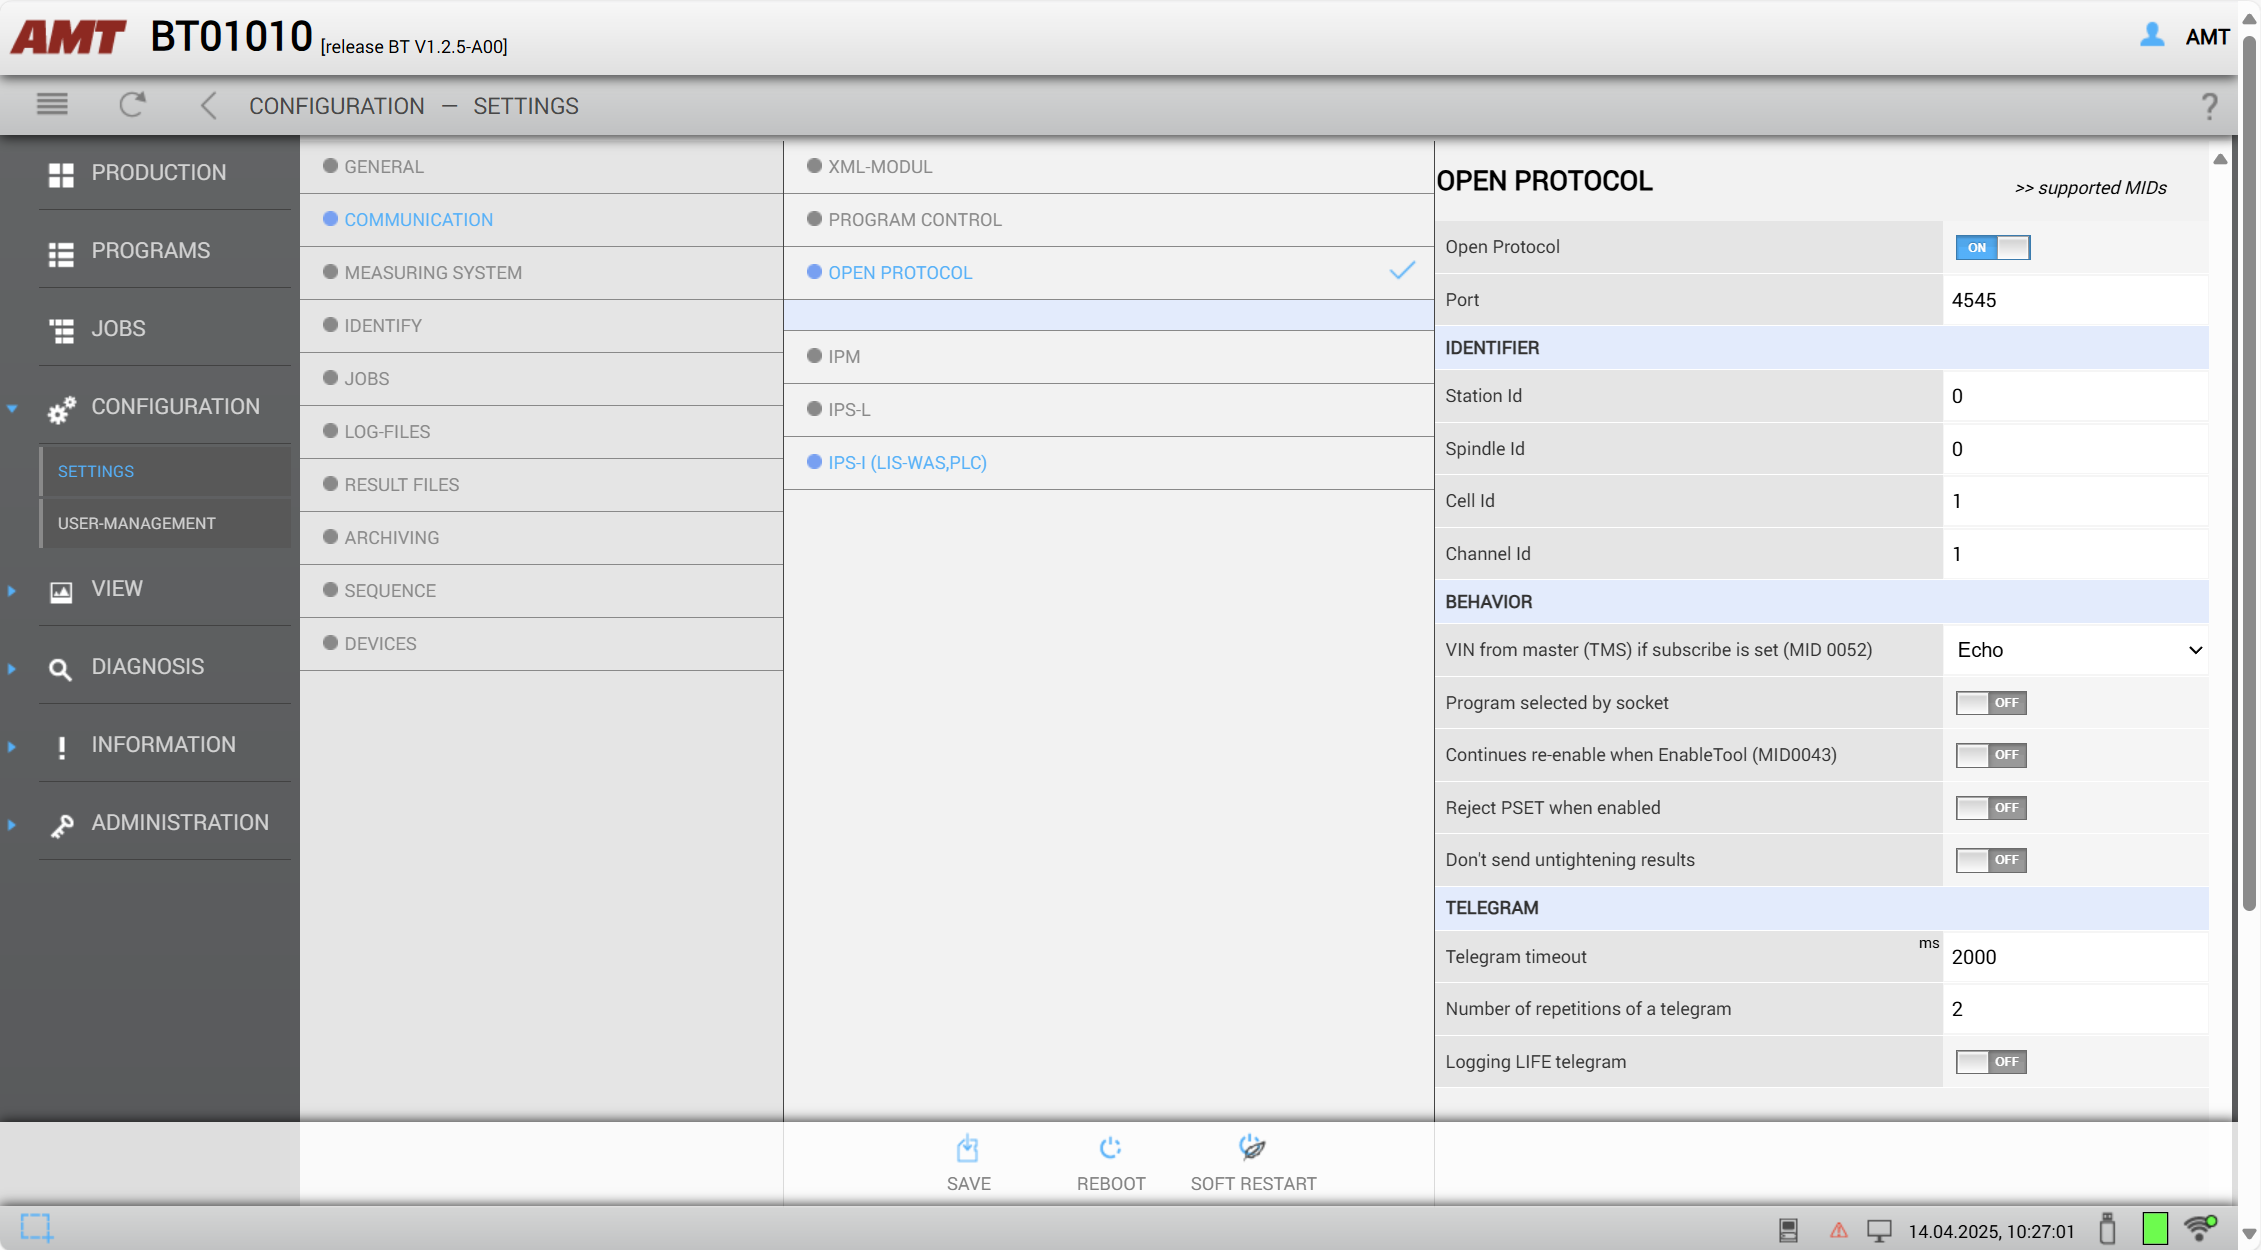 AMT BT01010 [release BT V1.2.5-A00]
AMT
CONFIGURATION — SETTINGS
?
PRODUCTION
PROGRAMS
JOBS
CONFIGURATION
SETTINGS
USER-MANAGEMENT
VIEW
DIAGNOSIS
INFORMATION
ADMINISTRATION
GENERAL
COMMUNICATION
MEASURING SYSTEM
IDENTIFY
JOBS
LOG-FILES
RESULT FILES
ARCHIVING
SEQUENCE
DEVICES
XML-MODUL
PROGRAM CONTROL
OPEN PROTOCOL
IPM
IPS-L
IPS-I (LIS-WAS,PLC)
OPEN PROTOCOL >> supported MIDs
Open Protocol ON
Port 4545
IDENTIFIER
Station Id 0
Spindle Id 0
Cell Id 1
Channel Id 1
BEHAVIOR
VIN from master (TMS) if subscribe is set (MID 0052) Echo
Program selected by socket OFF
Continues re-enable when EnableTool (MID0043) OFF
Reject PSET when enabled OFF
Don't send untightening results OFF
TELEGRAM
Telegram timeout ms 2000
Number of repetitions of a telegram 2
Logging LIFE telegram OFF
SAVE REBOOT SOFT RESTART
14.04.2025, 10:27:01